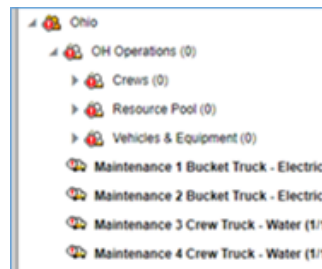 Ohio
OH Operations (0)
Crews (0)
Resource Pool (0)
Vehicles & Equipment (0)
Maintenance 1 Bucket Truck - Electric
Maintenance 2 Bucket Truck - Electric
Maintenance 3 Crew Truck - Water (1/
Maintenance 4 Crew Truck - Water (1/